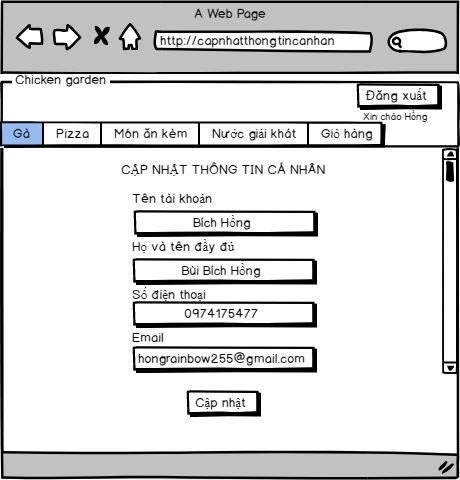 A Web Page
http://capnhatthongtincanhan
Chicken garden
Đăng xuất
Xin chào Hồng
Gà Pizza Món ăn kèm Nước giải khát Giỏ hàng
CẬP NHẬT THÔNG TIN CÁ NHÂN
Tên tài khoản
Bích Hồng
Họ và tên đầy đủ
Bùi Bích Hồng
Số điện thoại
0974175477
Email
hongrainbow255@gmail.com
Cập nhật